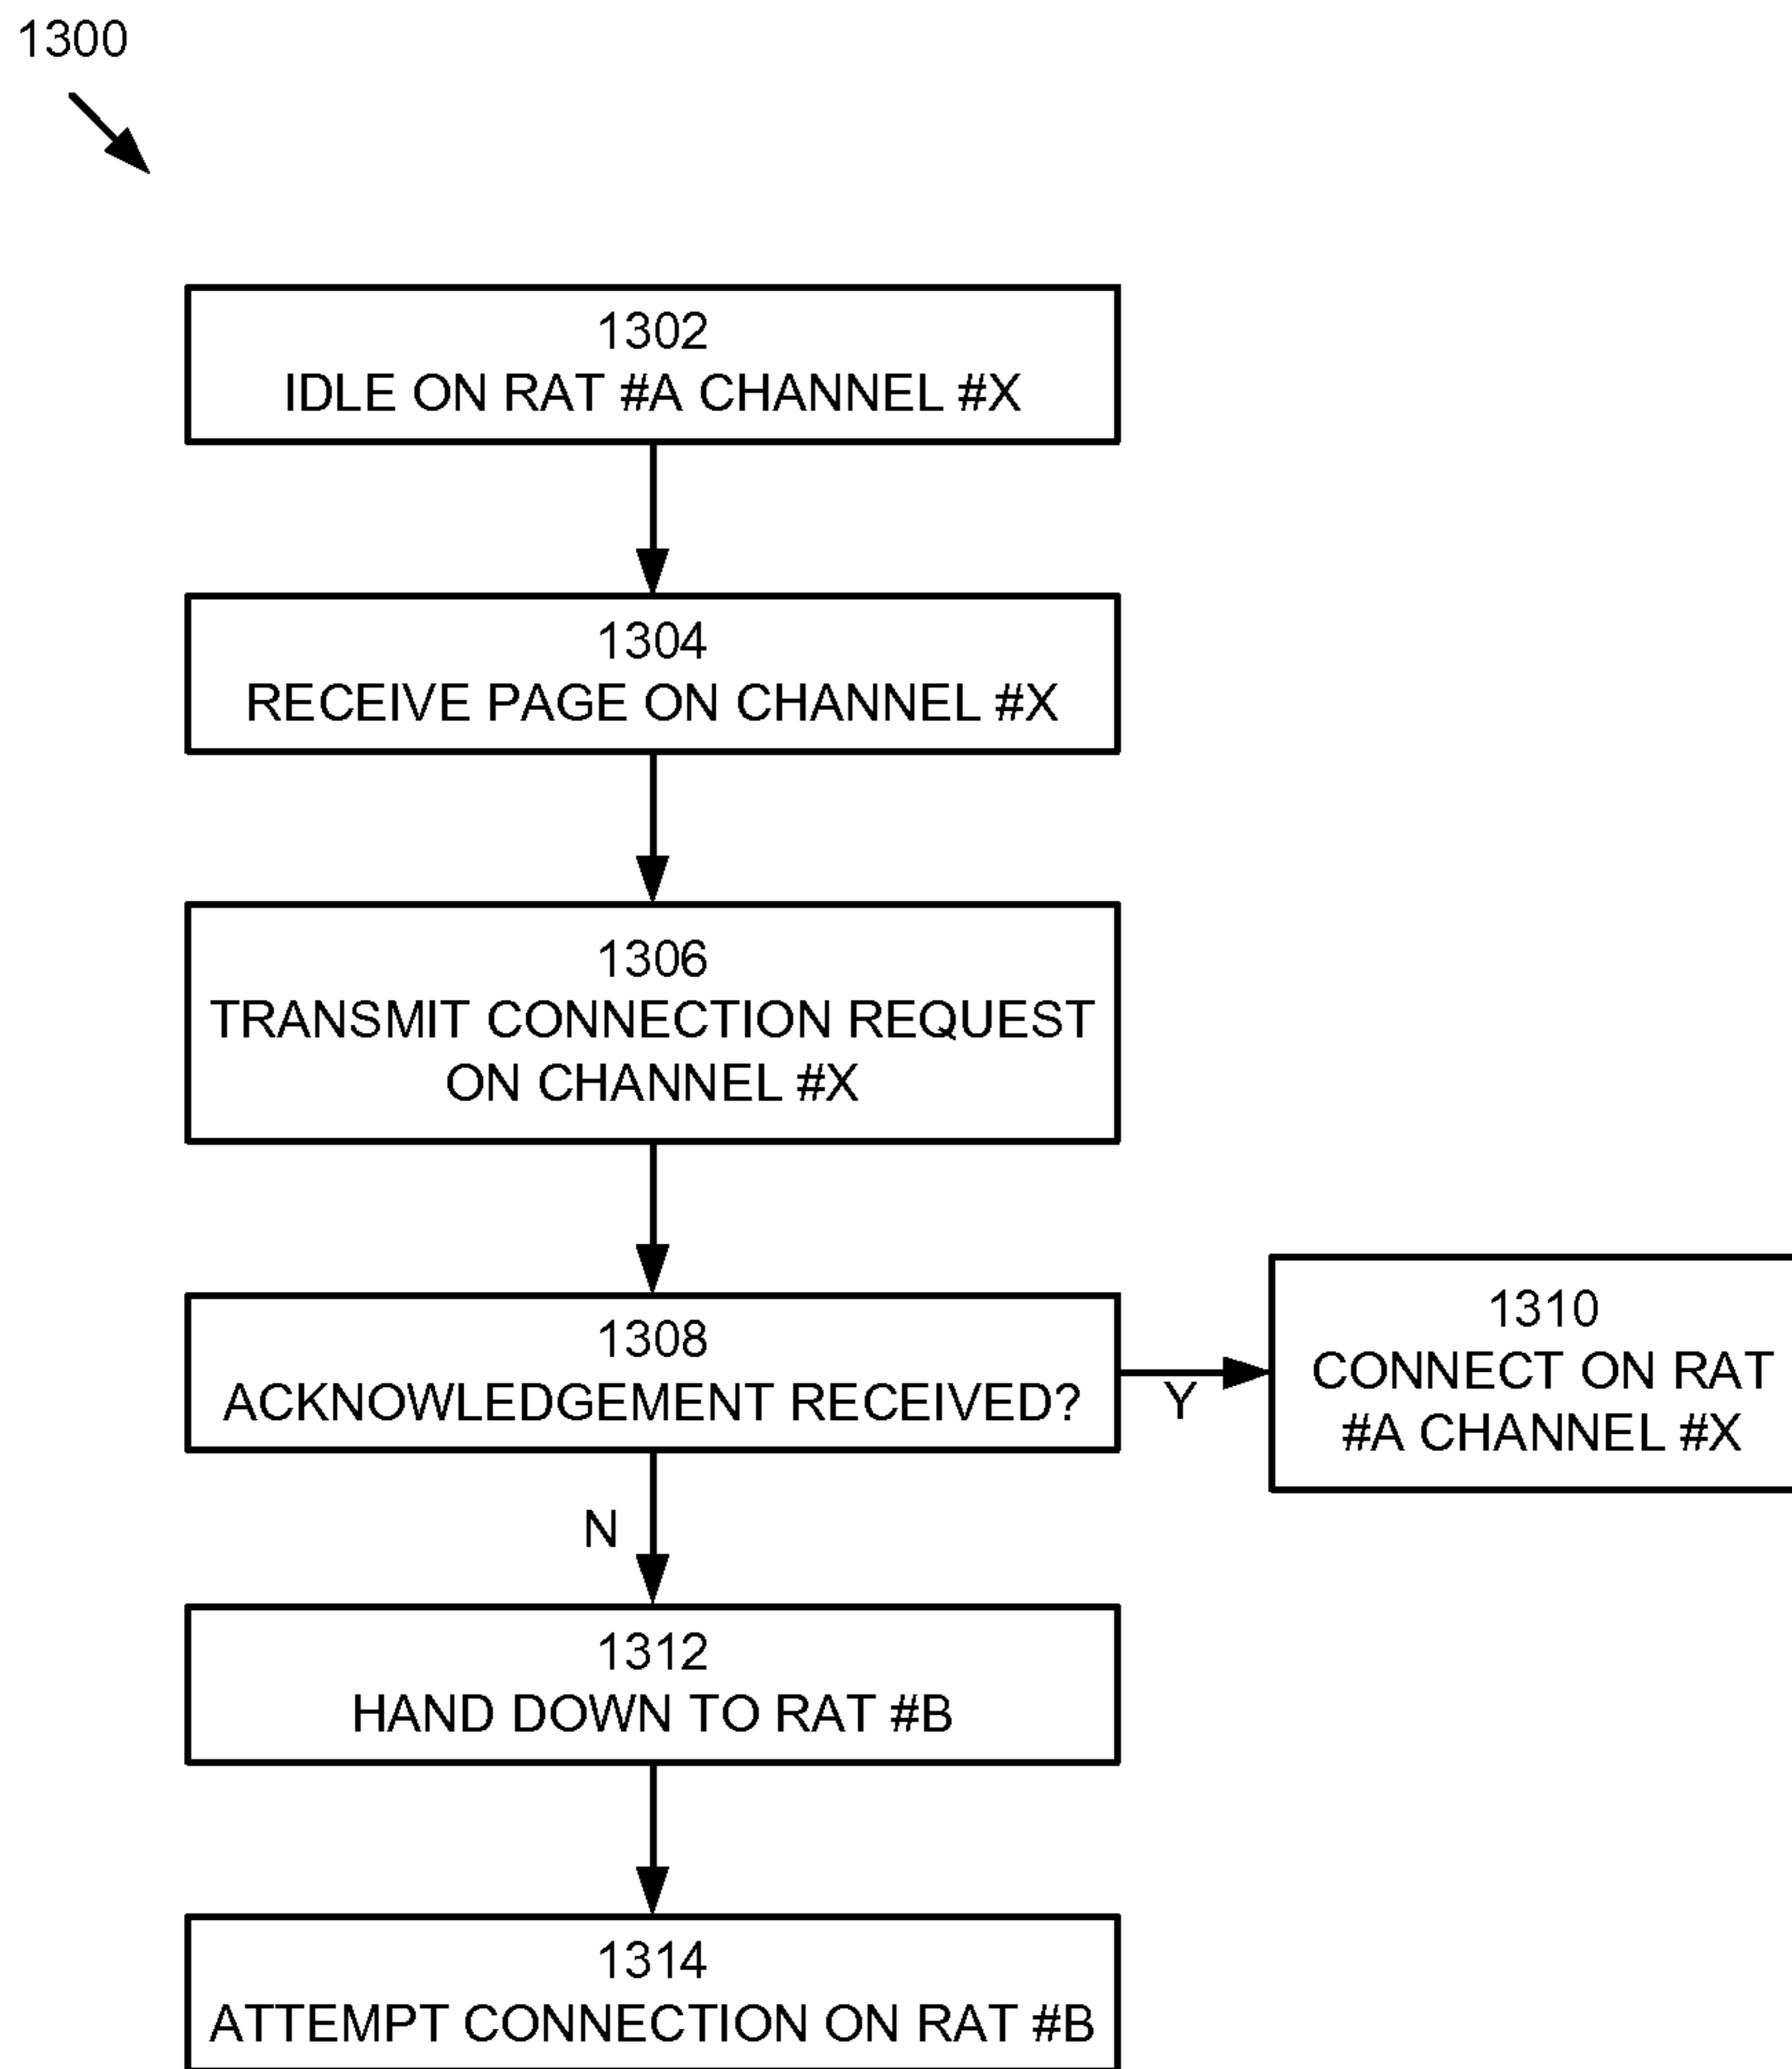 1300
1302
IDLE ON RAT #A CHANNEL #X
1304
RECEIVE PAGE ON CHANNEL #X
1306
TRANSMIT CONNECTION REQUEST
ON CHANNEL #X
1308
ACKNOWLEDGEMENT RECEIVED?
Y
1310
CONNECT ON RAT
#A CHANNEL #X
N
1312
HAND DOWN TO RAT #B
1314
ATTEMPT CONNECTION ON RAT #B